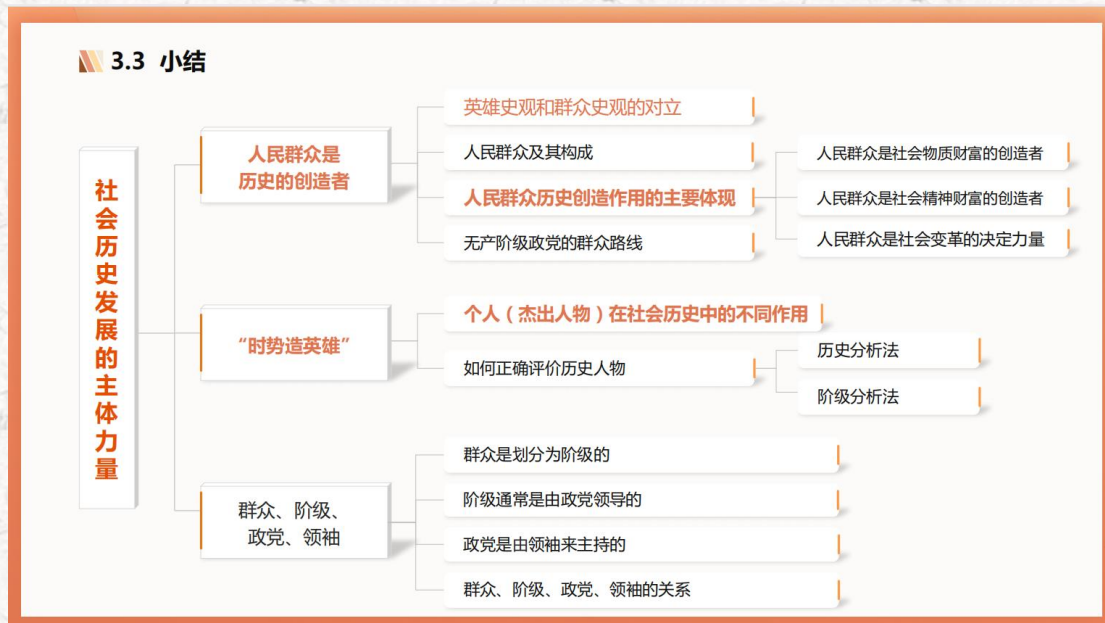 3.3 小结
社会历史发展的主体力量
人民群众是
历史的创造者
英雄史观和群众史观的对立
人民群众及其构成
人民群众历史创造作用的主要体现
人民群众是社会物质财富的创造者
人民群众是社会精神财富的创造者
人民群众是社会变革的决定力量
无产阶级政党的群众路线
“时势造英雄”
个人（杰出人物）在社会历史中的不同作用
如何正确评价历史人物
历史分析法
阶级分析法
群众、阶级、
政党、领袖
群众是划分为阶级的
阶级通常是由政党领导的
政党是由领袖来主持的
群众、阶级、政党、领袖的关系